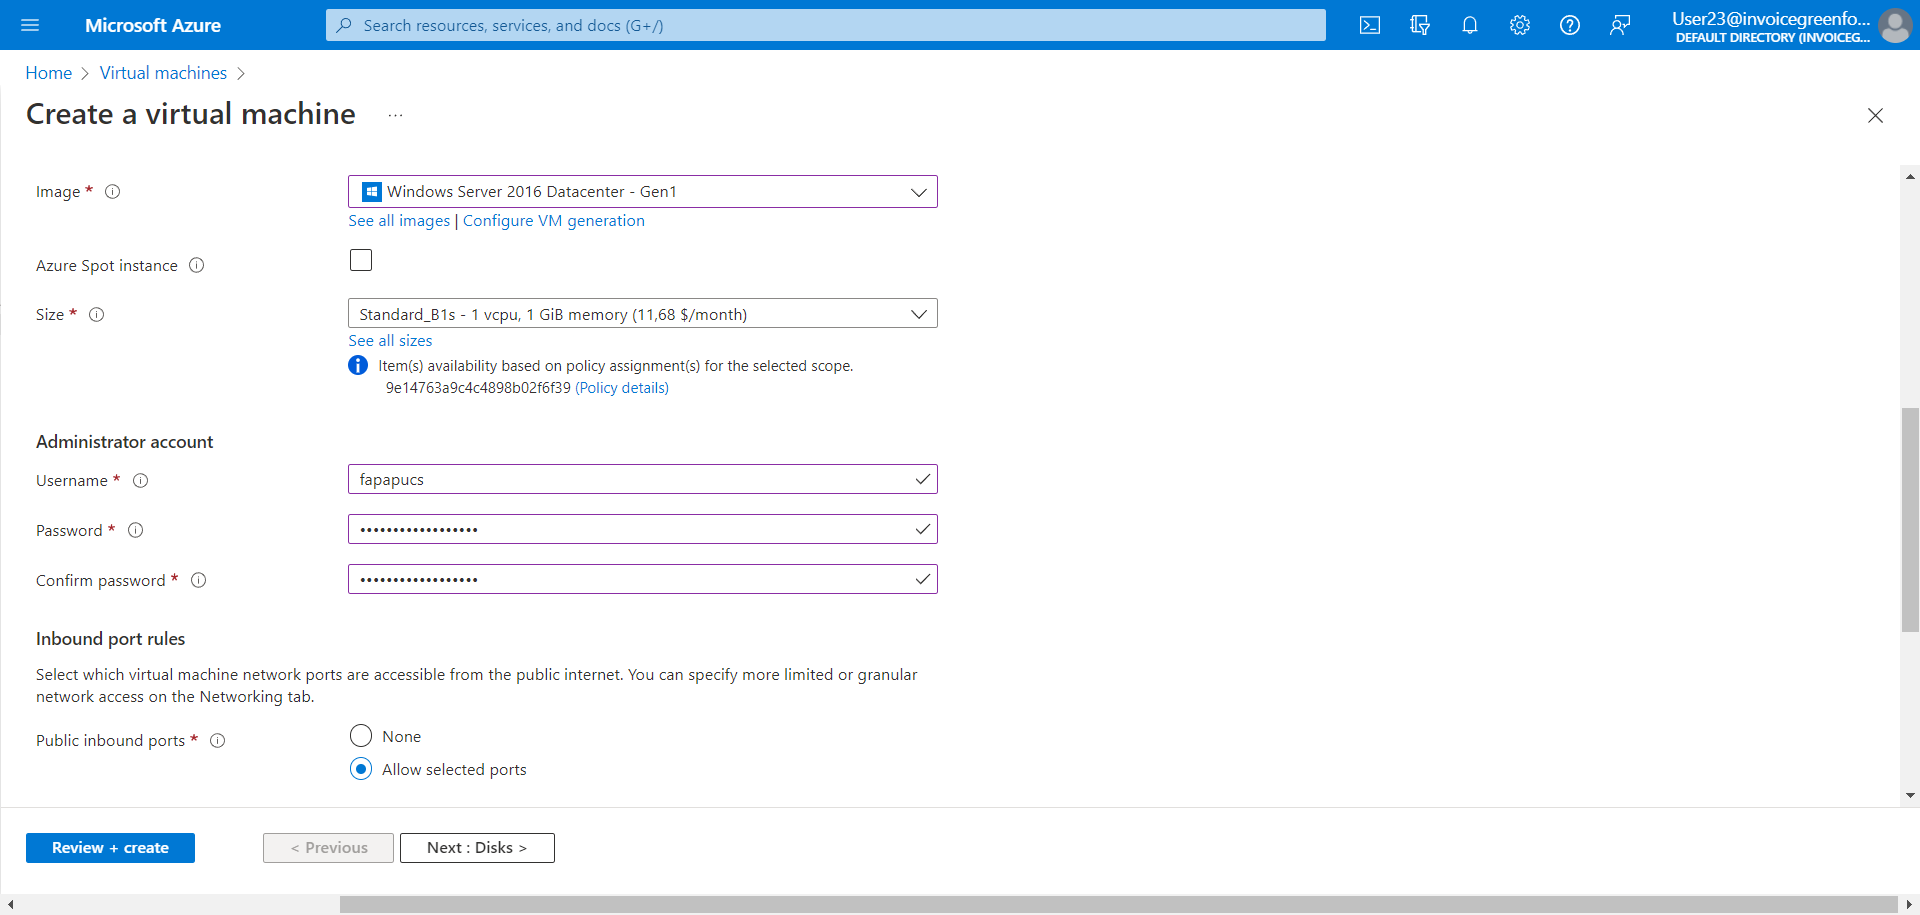 Microsoft Azure
Search resources, services, and docs (G+/)
User23@invoicegreenfo...
DEFAULT DIRECTORY (INVOICEG...
Home
Virtual machines
Create a virtual machine
...
Image *
Windows Server 2016 Datacenter - Gen1
See all images | Configure VM generation
Azure Spot instance
Size *
Standard_B1s - 1 vcpu, 1 GiB memory (11,68 $/month)
See all sizes
Item(s) availability based on policy assignment(s) for the selected scope.
9e14763a9c4c4898b02f6f39 (Policy details)
Administrator account
Username *
fapapucs
Password *
••••••••••••••••••
Confirm password *
••••••••••••••••••
Inbound port rules
Select which virtual machine network ports are accessible from the public internet. You can specify more limited or granular
network access on the Networking tab.
Public inbound ports *
None
Allow selected ports
Review + create
< Previous
Next : Disks >